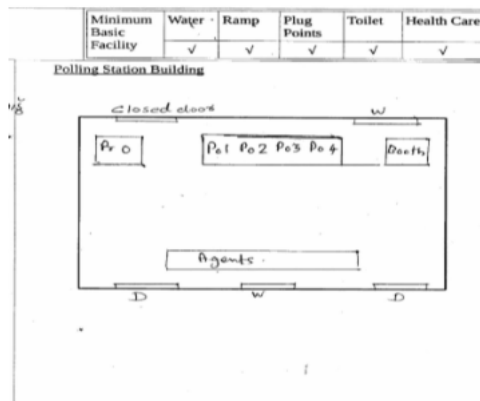 Minimum Basic Facility Water Ramp Plug Points Toilet Health Care
√ √ √ √ √
Polling Station Building
Closed door W
Pr O Po1 Po2 Po3 Po4 Booth
Agents.
D W D